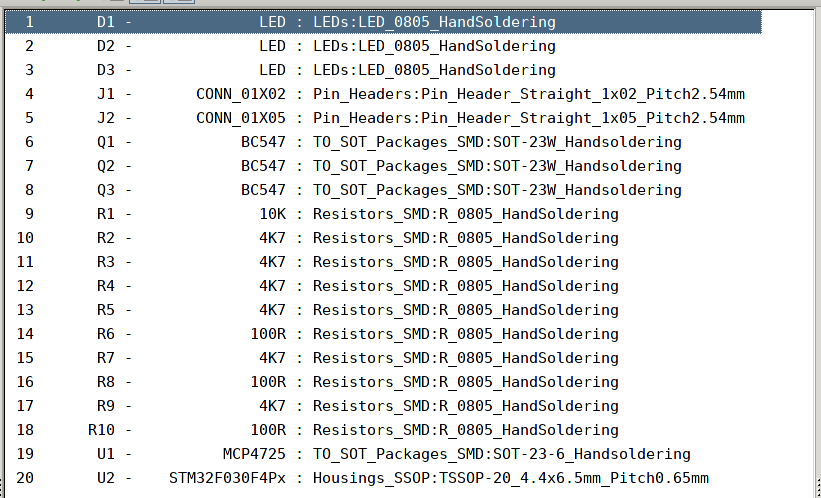 1 D1 - LED : LEDs:LED_0805_HandSoldering
2 D2 - LED : LEDs:LED_0805_HandSoldering
3 D3 - LED : LEDs:LED_0805_HandSoldering
4 J1 - CONN_01X02 : Pin_Headers:Pin_Header_Straight_1x02_Pitch2.54mm
5 J2 - CONN_01X05 : Pin_Headers:Pin_Header_Straight_1x05_Pitch2.54mm
6 Q1 - BC547 : TO_SOT_Packages_SMD:SOT-23W_Handsoldering
7 Q2 - BC547 : TO_SOT_Packages_SMD:SOT-23W_Handsoldering
8 Q3 - BC547 : TO_SOT_Packages_SMD:SOT-23W_Handsoldering
9 R1 - 10K : Resistors_SMD:R_0805_HandSoldering
10 R2 - 4K7 : Resistors_SMD:R_0805_HandSoldering
11 R3 - 4K7 : Resistors_SMD:R_0805_HandSoldering
12 R4 - 4K7 : Resistors_SMD:R_0805_HandSoldering
13 R5 - 4K7 : Resistors_SMD:R_0805_HandSoldering
14 R6 - 100R : Resistors_SMD:R_0805_HandSoldering
15 R7 - 4K7 : Resistors_SMD:R_0805_HandSoldering
16 R8 - 100R : Resistors_SMD:R_0805_HandSoldering
17 R9 - 4K7 : Resistors_SMD:R_0805_HandSoldering
18 R10 - 100R : Resistors_SMD:R_0805_HandSoldering
19 U1 - MCP4725 : TO_SOT_Packages_SMD:SOT-23-6_Handsoldering
20 U2 - STM32F030F4Px : Housings_SSOP:TSSOP-20_4.4x6.5mm_Pitch0.65mm